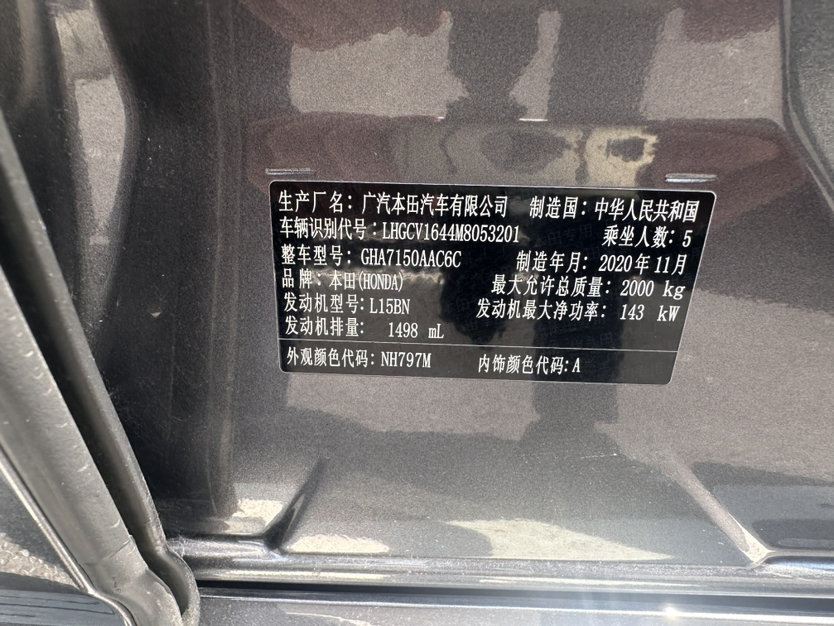 生产厂名：广汽本田汽车有限公司 制造国：中华人民共和国
车辆识别代号：LHGCV1644M8053201 乘坐人数：5
整车型号：GHA7150AAC6C 制造年月：2020年11月
品牌：本田(HONDA) 最大允许总质量：2000 kg
发动机型号：L15BN 发动机最大净功率：143 kW
发动机排量：1498 mL
外观颜色代码：NH797M 内饰颜色代码：A